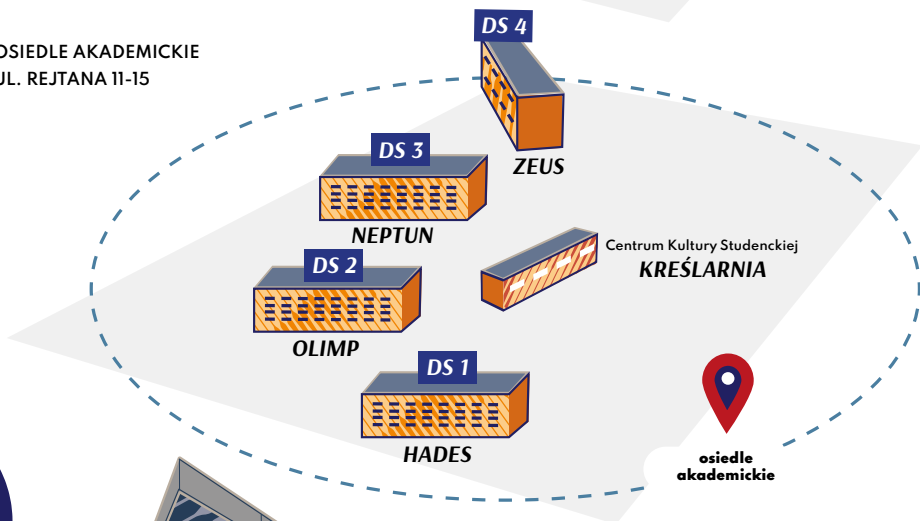 OSIEDLE AKADEMICKIE
UL. REJTANA 11-15
DS 4
ZEUS
DS 3
NEPTUN
Centrum Kultury Studenckiej
KREŚLARNIA
DS 2
OLIMP
DS 1
HADES
osiedle
akademickie